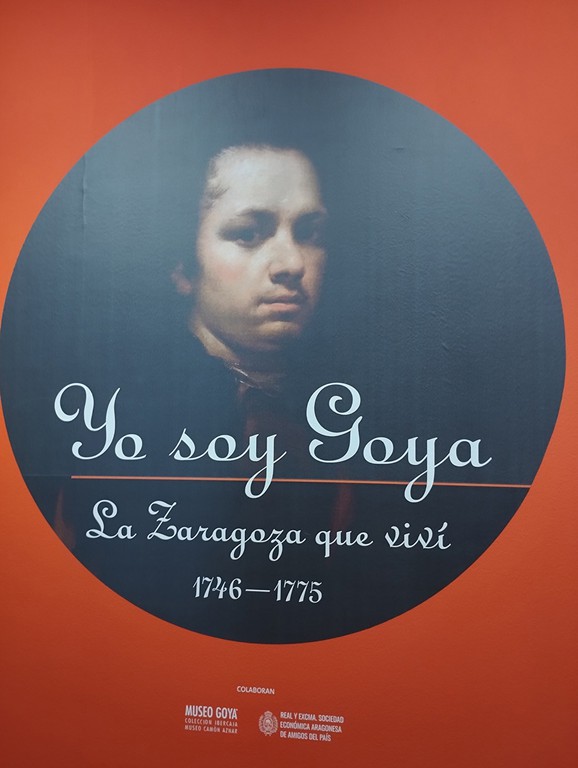 Yo soy Goya
La Zaragoza que viví
1746—1775
COLABORAN
MUSEO GOYA
COLECCIÓN IBERCAJA
MUSEO CAMÓN AZNAR
REAL Y EXCMA. SOCIEDAD
ECONÓMICA ARAGONESA
DE AMIGOS DEL PAÍS